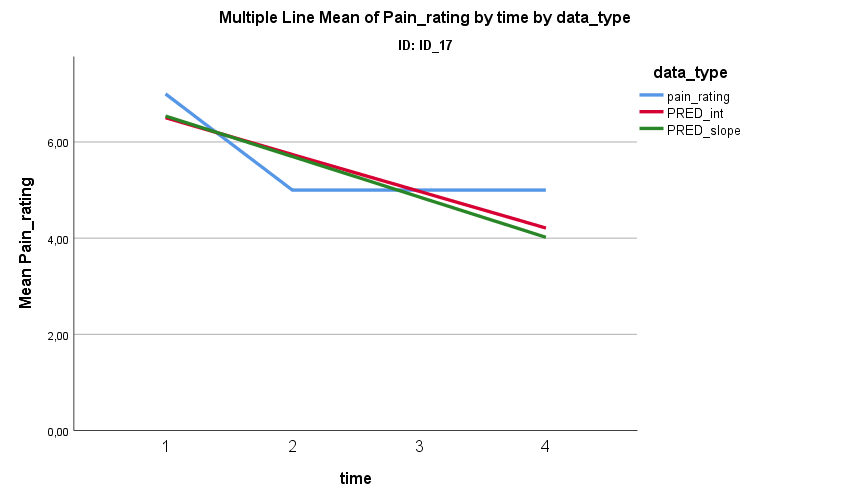 Multiple Line Mean of Pain_rating by time by data_type
ID: ID_17
data_type
pain_rating
PRED_int
PRED_slope
Mean Pain_rating
6,00
4,00
2,00
0,00
1 2 3 4
time